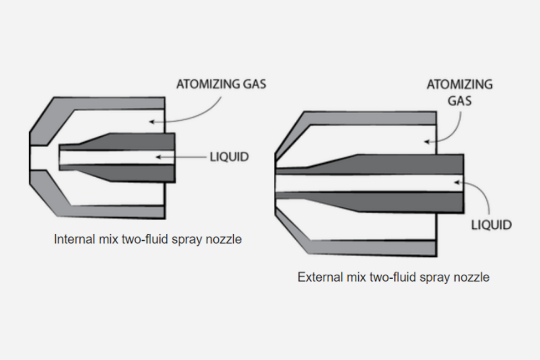 ATOMIZING GAS
LIQUID
Internal mix two-fluid spray nozzle
ATOMIZING
GAS
LIQUID
External mix two-fluid spray nozzle